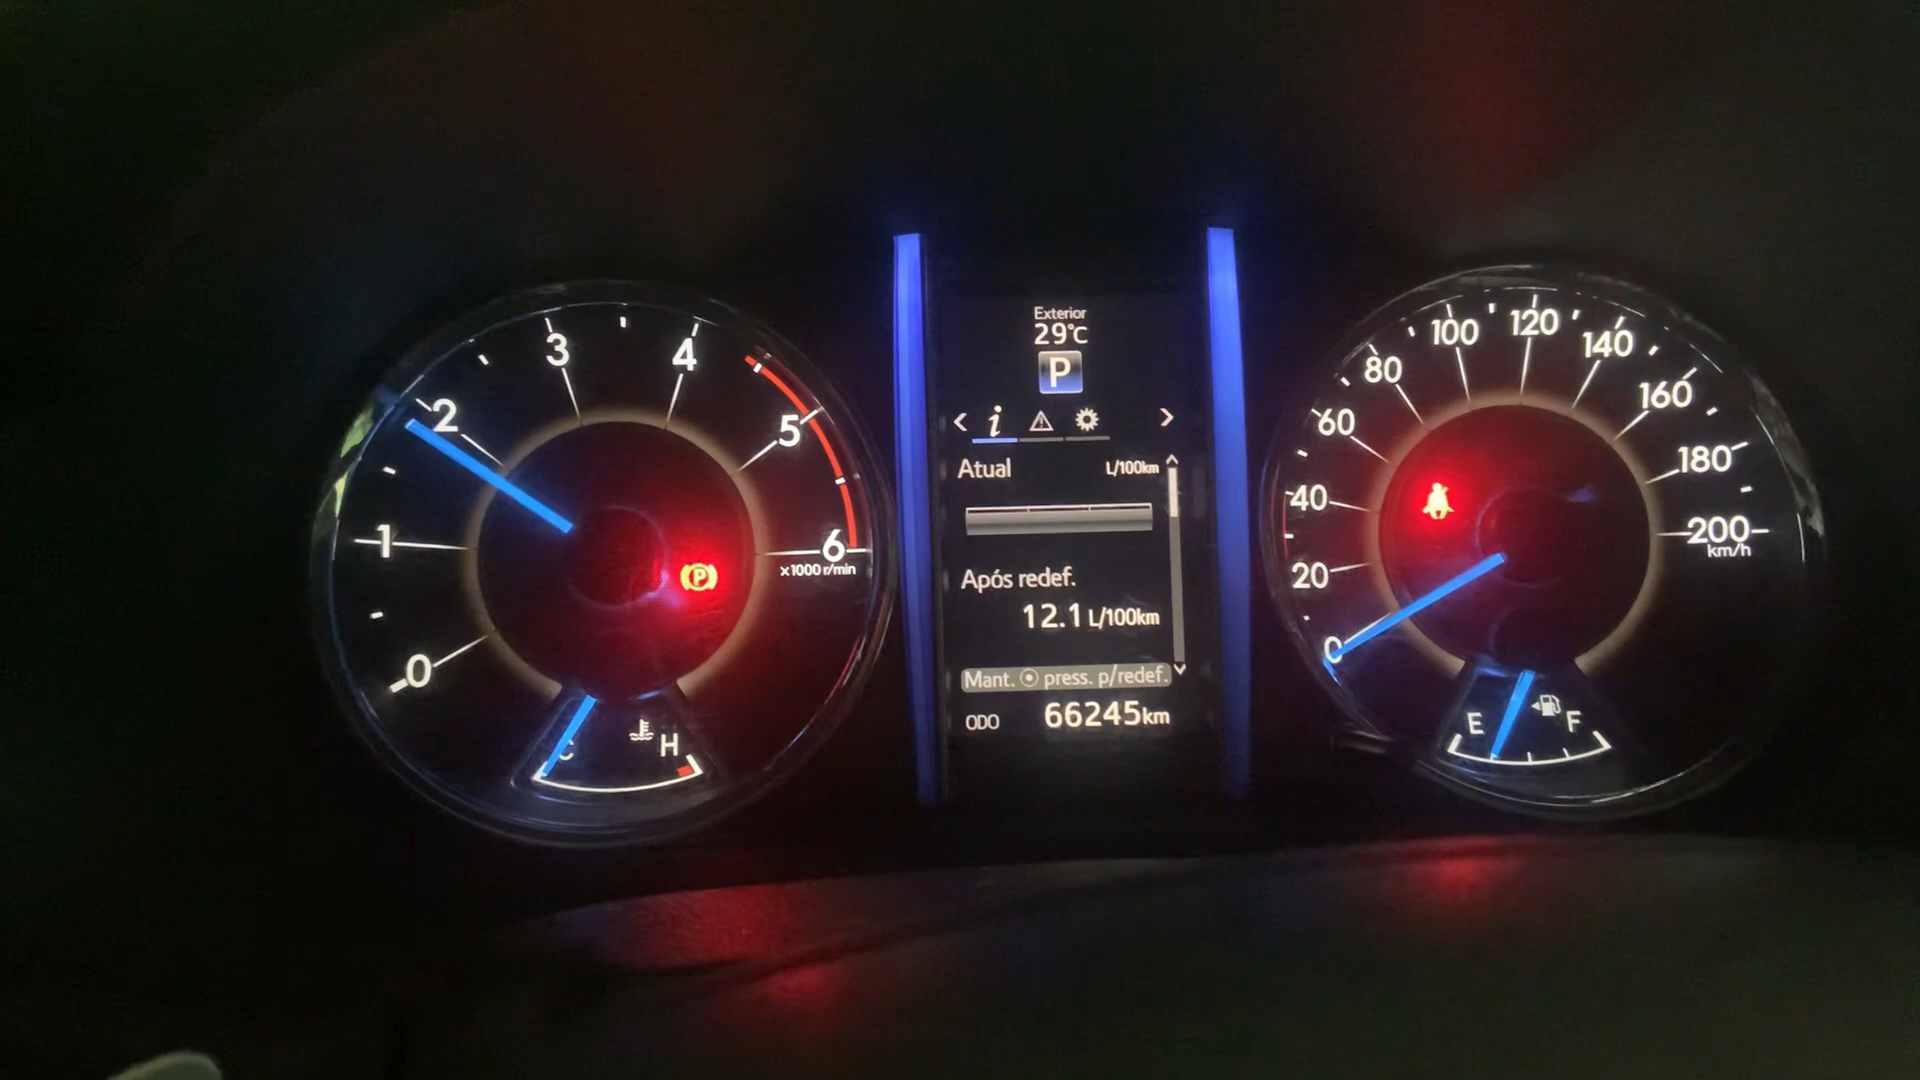 0
1
2
3
4
5
6
x1000 r/min
P
C
H
Exterior
29°C
P
i
Atual L/100km
Após redef.
12.1 L/100km
Mant. press. p/redef.
ODO 66245km
0
20
40
60
80
100
120
140
160
180
200
km/h
E
F